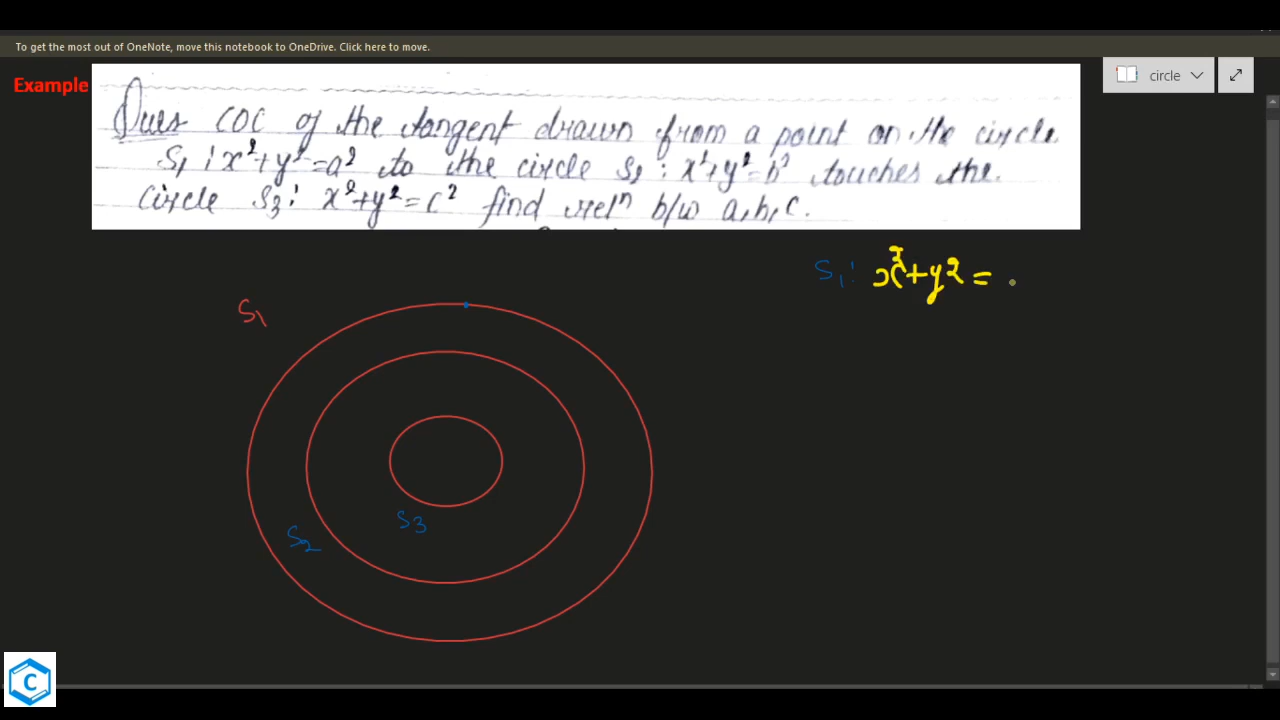 To get the most out of OneNote, move this notebook to OneDrive. Click here to move.
Example
circle
Ques COC of the tangent drawn from a point on the circle
S₁ : x²+y²=a² to the circle S₂ : x²+y²=b² touches the
Circle S₃ : x²+y²=c² find relⁿ b/w a,b,c.
S₁: x²+y² =
S₁
S₃
S₂
C